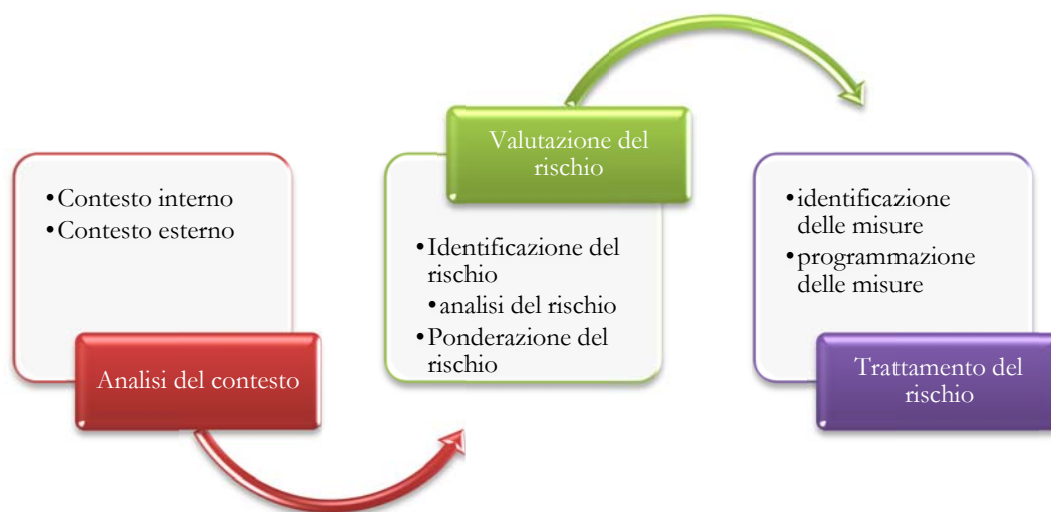 •Contesto interno
•Contesto esterno
Analisi del contesto
Valutazione del
rischio
•Identificazione del
rischio
•analisi del rischio
•Ponderazione del
rischio
•identificazione
delle misure
•programmazione
delle misure
Trattamento del
rischio